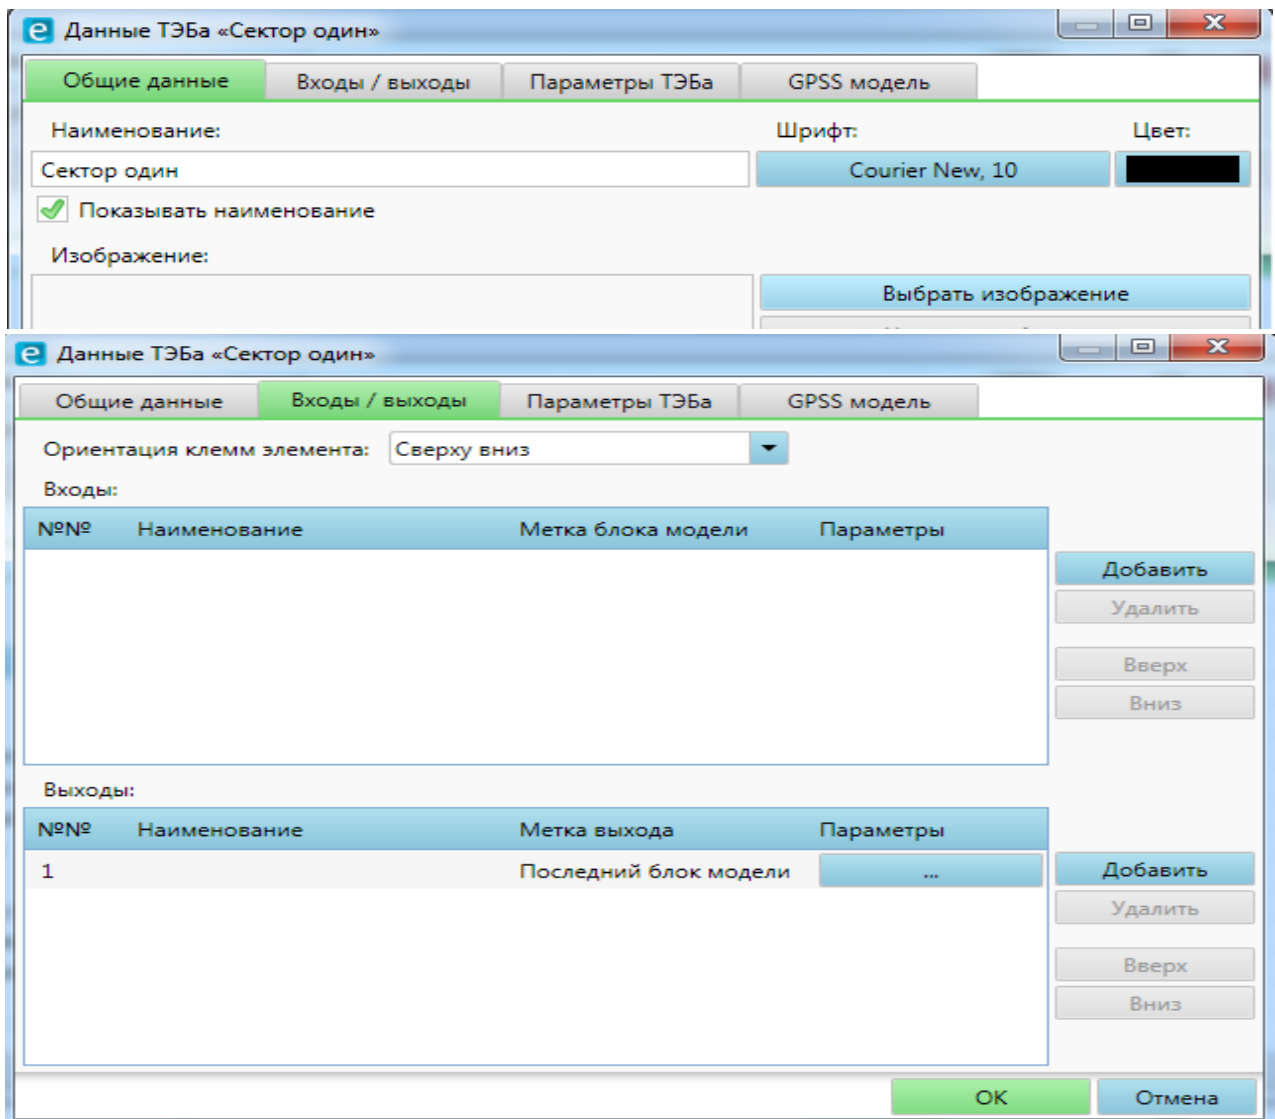 Данные ТЭБа «Сектор один»
Общие данные Входы / выходы Параметры ТЭБа GPSS модель
Наименование: Шрифт: Цвет:
Сектор один Courier New, 10
Показывать наименование
Изображение:
Выбрать изображение
Данные ТЭБа «Сектор один»
Общие данные Входы / выходы Параметры ТЭБа GPSS модель
Ориентация клемм элемента: Сверху вниз
Входы:
№№ Наименование Метка блока модели Параметры
Добавить
Удалить
Вверх
Вниз
Выходы:
№№ Наименование Метка выхода Параметры
1 Последний блок модели ... Добавить
Удалить
Вверх
Вниз
OK Отмена